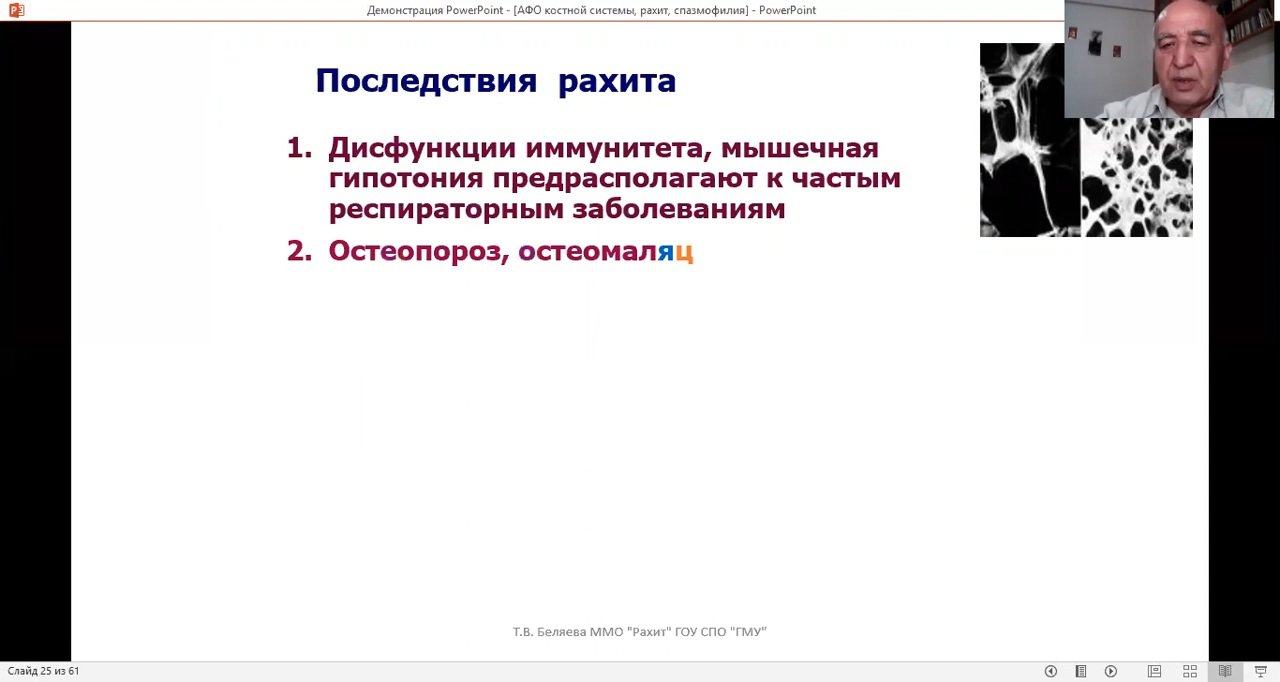 Демонстрация PowerPoint - [АФО костной системы, рахит, спазмофилия] - PowerPoint
Последствия рахита
1. Дисфункции иммунитета, мышечная
гипотония предрасполагают к частым
респираторным заболеваниям
2. Остеопороз, остеомаляц
Т.В. Беляева ММО "Рахит" ГОУ СПО "ГМУ"
Слайд 25 из 61